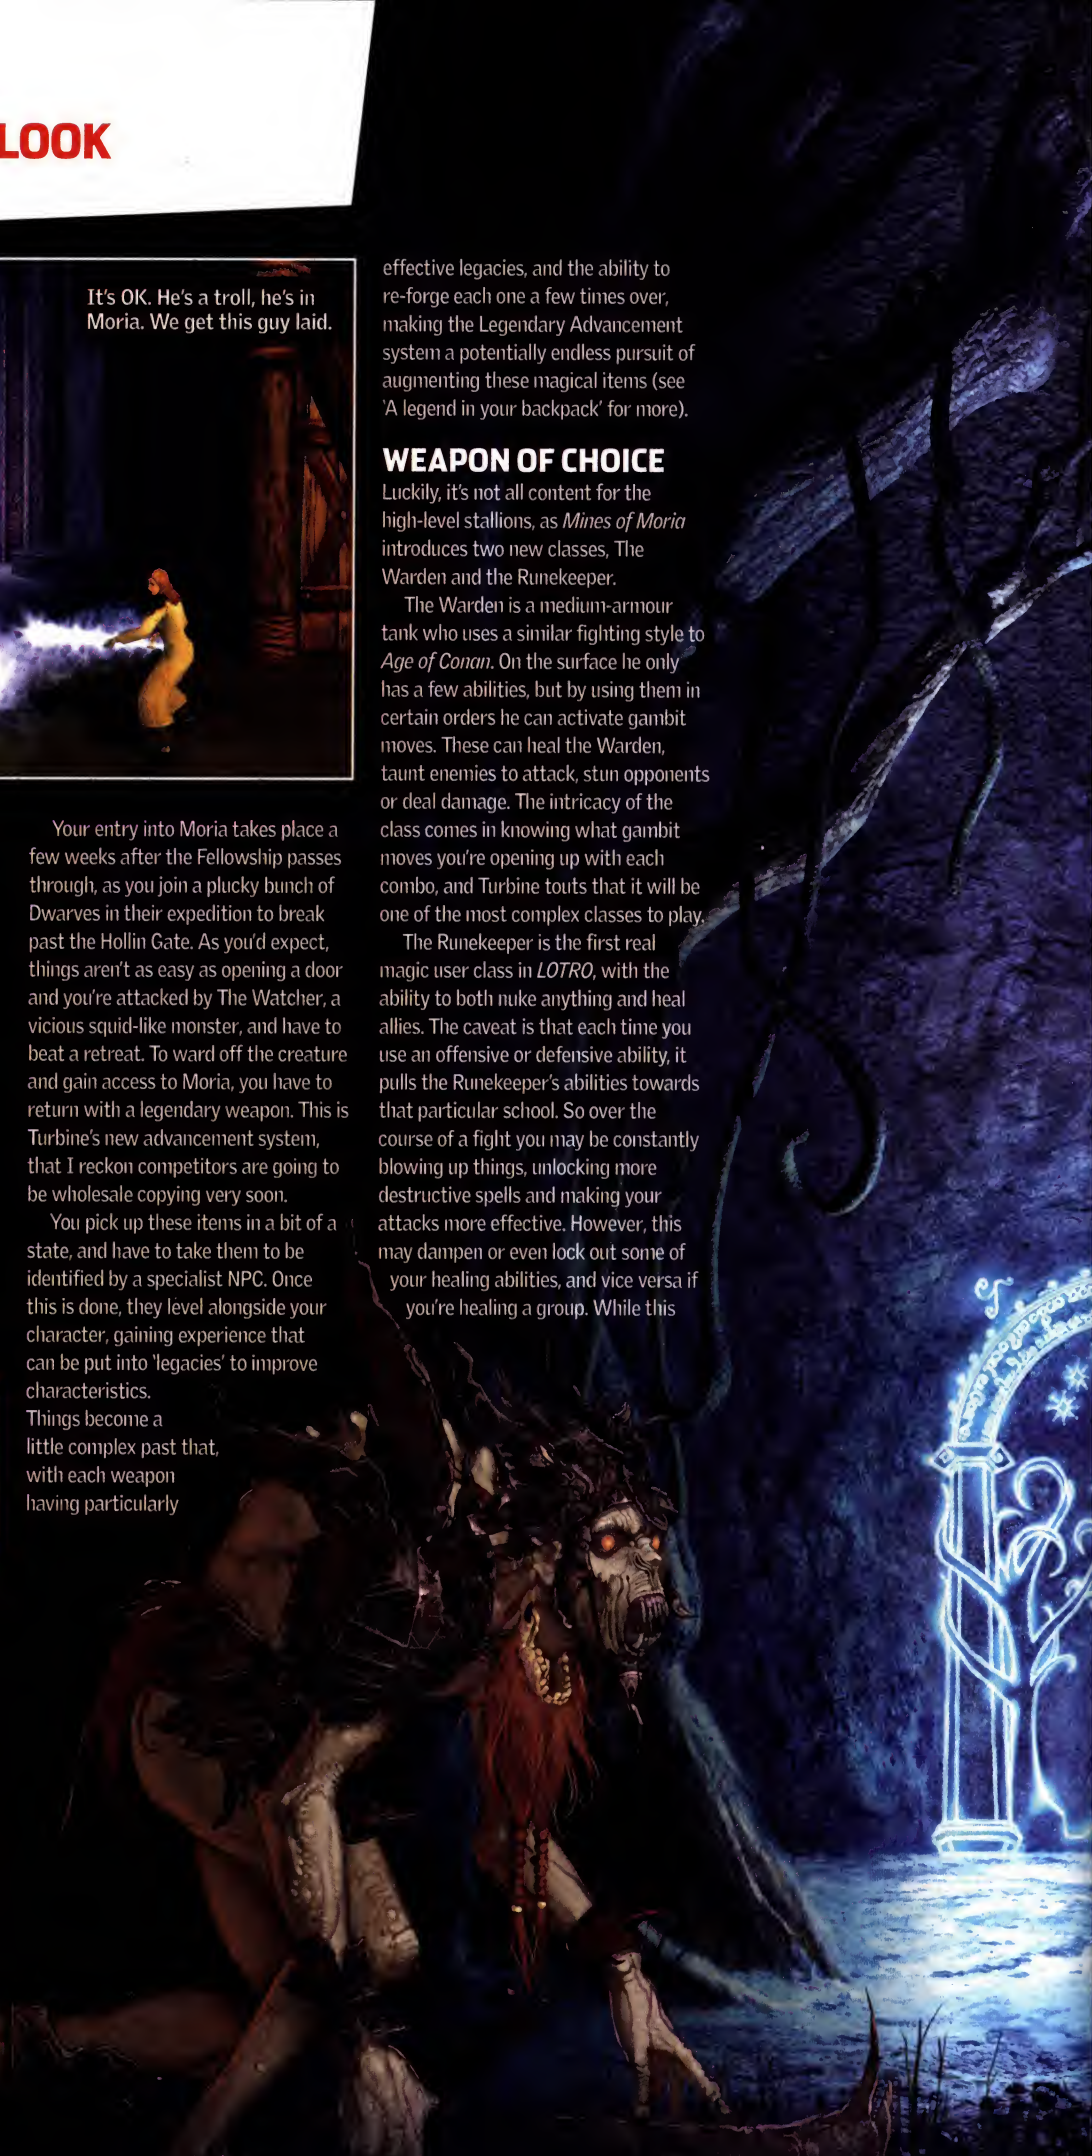 LOOK
It's OK. He's a troll, he's in
Moria. We get this guy laid.
Your entry into Moria takes place a
few weeks after the Fellowship passes
through, as you join a plucky bunch of
Dwarves in their expedition to break
past the Hollin Gate. As you'd expect,
things aren't as easy as opening a door
and you're attacked by The Watcher, a
vicious squid-like monster, and have to
beat a retreat. To ward off the creature
and gain access to Moria, you have to
return with a legendary weapon. This is
Turbine's new advancement system,
that I reckon competitors are going to
be wholesale copying very soon.
You pick up these items in a bit of a
state, and have to take them to be
identified by a specialist NPC. Once
this is done, they level alongside your
character, gaining experience that
can be put into 'legacies' to improve
characteristics.
Things become a
little complex past that,
with each weapon
having particularly
effective legacies, and the ability to
re-forge each one a few times over,
making the Legendary Advancement
system a potentially endless pursuit of
augmenting these magical items (see
'A legend in your backpack' for more).
WEAPON OF CHOICE
Luckily, it's not all content for the
high-level stallions, as Mines of Moria
introduces two new classes, The
Warden and the Runekeeper.
The Warden is a medium-armour
tank who uses a similar fighting style to
Age of Conan. On the surface he only
has a few abilities, but by using them in
certain orders he can activate gambit
moves. These can heal the Warden,
taunt enemies to attack, stun opponents
or deal damage. The intricacy of the
class comes in knowing what gambit
moves you're opening up with each
combo, and Turbine touts that it will be
one of the most complex classes to play.
The Runekeeper is the first real
magic user class in LOTRO, with the
ability to both nuke anything and heal
allies. The caveat is that each time you
use an offensive or defensive ability, it
pulls the Runekeeper's abilities towards
that particular school. So over the
course of a fight you may be constantly
blowing up things, unlocking more
destructive spells and making your
attacks more effective. However, this
may dampen or even lock out some of
your healing abilities, and vice versa if
you're healing a group. While this